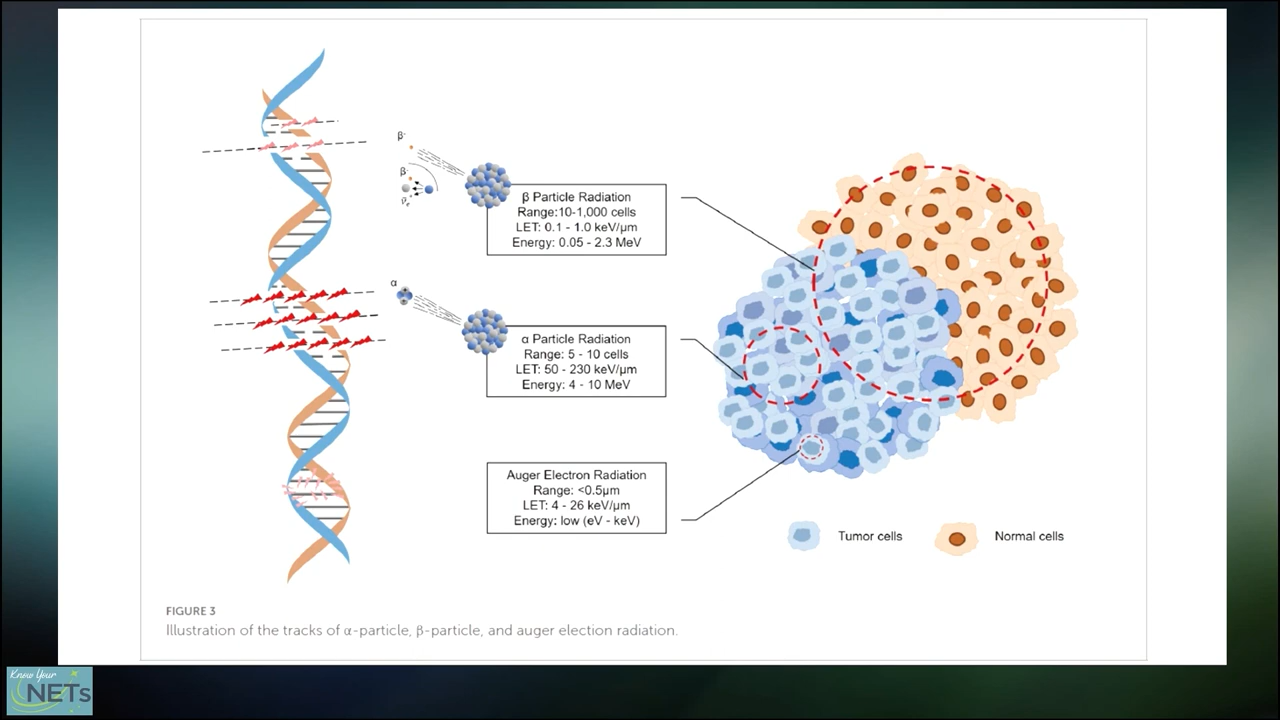 β-
β-
α
β Particle Radiation
Range:10-1,000 cells
LET: 0.1 - 1.0 keV/µm
Energy: 0.05 - 2.3 MeV
α Particle Radiation
Range: 5 - 10 cells
LET: 50 - 230 keV/µm
Energy: 4 - 10 MeV
Auger Electron Radiation
Range: <0.5µm
LET: 4 - 26 keV/µm
Energy: low (eV - keV)
Tumor cells
Normal cells
FIGURE 3
Illustration of the tracks of α-particle, β-particle, and auger election radiation.
Know Your
NETs